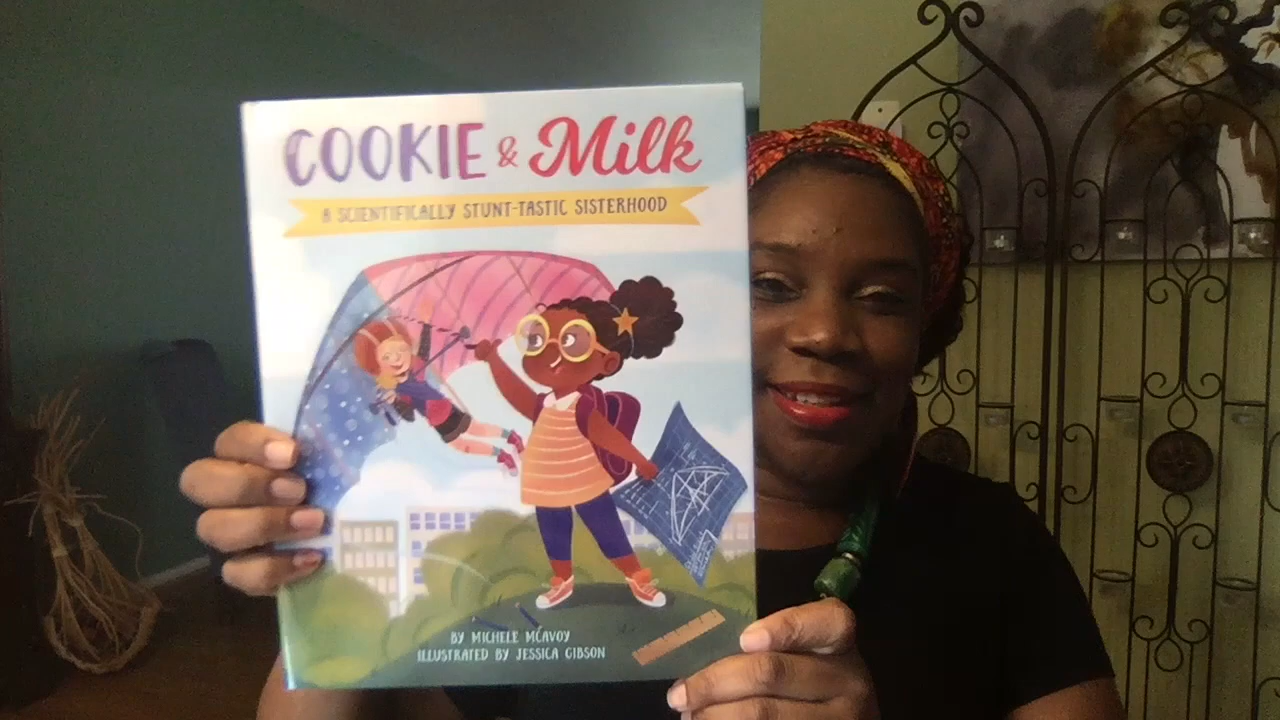 COOKIE & Milk
A SCIENTIFICALLY STUNT-TASTIC SISTERHOOD
BY MICHELE MCAVOY
ILLUSTRATED BY JESSICA GIBSON